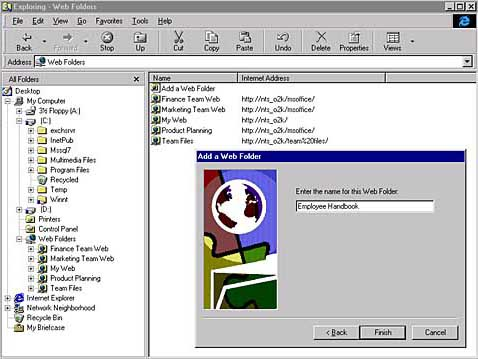 Exploring - Web Folders
File Edit View Go Favorites Tools Help
Back Forward Stop Up Cut Copy Paste Undo Delete Properties Views
Address Web Folders
All Folders
Desktop
My Computer
3½ Floppy (A:)
(C:)
exchsrvr
InetPub
Mssql7
Multimedia Files
Program Files
Recycled
Temp
Winnt
(D:)
Printers
Control Panel
Web Folders
Finance Team Web
Marketing Team Web
My Web
Product Planning
Team Files
Internet Explorer
Network Neighborhood
Recycle Bin
My Briefcase
Name Internet Address
Add a Web Folder
Finance Team Web http://nts_o2k/msoffice/
Marketing Team Web http://nts_o2k/msoffice/
My Web http://nts_o2k/
Product Planning http://nts_o2k/msoffice/
Team Files http://nts_o2k/team%20files/
Add a Web Folder
Enter the name for this Web Folder:
Employee Handbook
< Back Finish Cancel